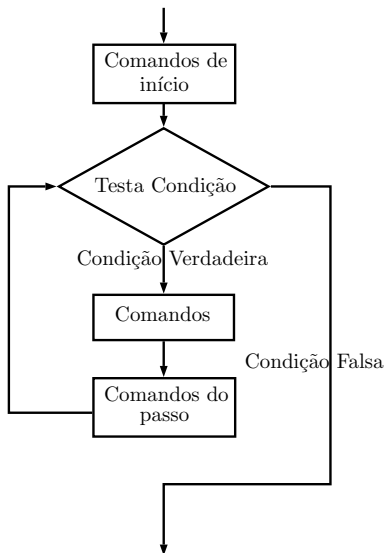 Comandos de
início
Testa Condição
Condição Verdadeira
Comandos
Condição Falsa
Comandos do
passo